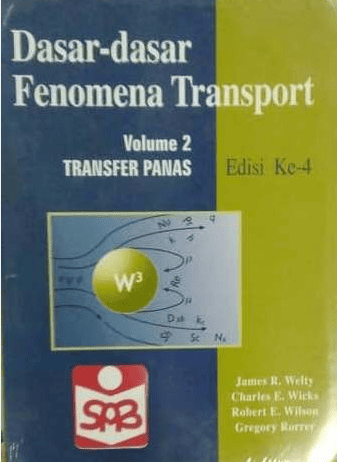 Dasar-dasar
Fenomena Transport
Volume 2
TRANSFER PANAS
Edisi Ke-4
W³
SPB
James R. Welty
Charles E. Wicks
Robert E. Wilson
Gregory Rorrer